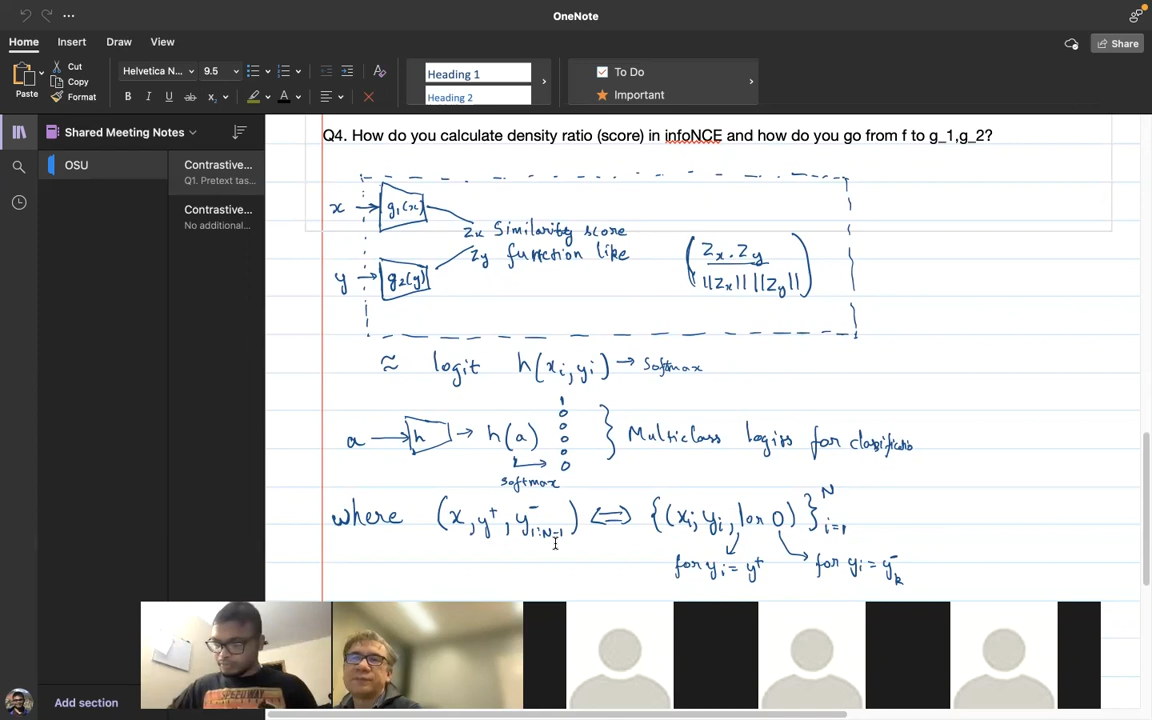 OneNote
Home Insert Draw View
Share
Paste
Cut
Copy
Format
Helvetica N... 9.5
B I U ab x₂ A
Heading 1
Heading 2
To Do
Important
Shared Meeting Notes
OSU
Contrastive...
Q1. Pretext tas...
Contrastive...
No additional...
Add section
Q4. How do you calculate density ratio (score) in infoNCE and how do you go from f to g_1,g_2?
x → g₁(x)
zx Similarity score
zy function like
(zx . zy / ||zx|| ||zy||)
y → g₂(y)
≈ logit h(xi, yi) → softmax
a → h → h(a) } Multiclass logits for classificatio
softmax
where (x, y⁺, y⁻ 1:N-1) ⇔ {(xi, yi, 1 or 0)} N i=1
for yi = y⁺ for yi = y⁻k
SPEEDWAY